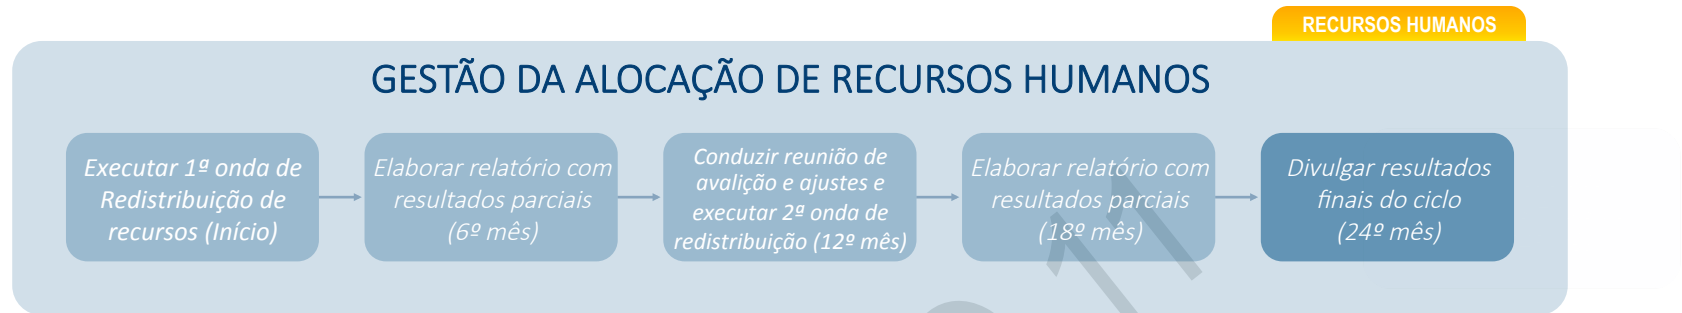 RECURSOS HUMANOS
GESTÃO DA ALOCAÇÃO DE RECURSOS HUMANOS
Executar 1ª onda de
Redistribuição de
recursos (Início)
Elaborar relatório com
resultados parciais
(6º mês)
Conduzir reunião de
avalição e ajustes e
executar 2ª onda de
redistribuição (12º mês)
Elaborar relatório com
resultados parciais
(18º mês)
Divulgar resultados
finais do ciclo
(24º mês)